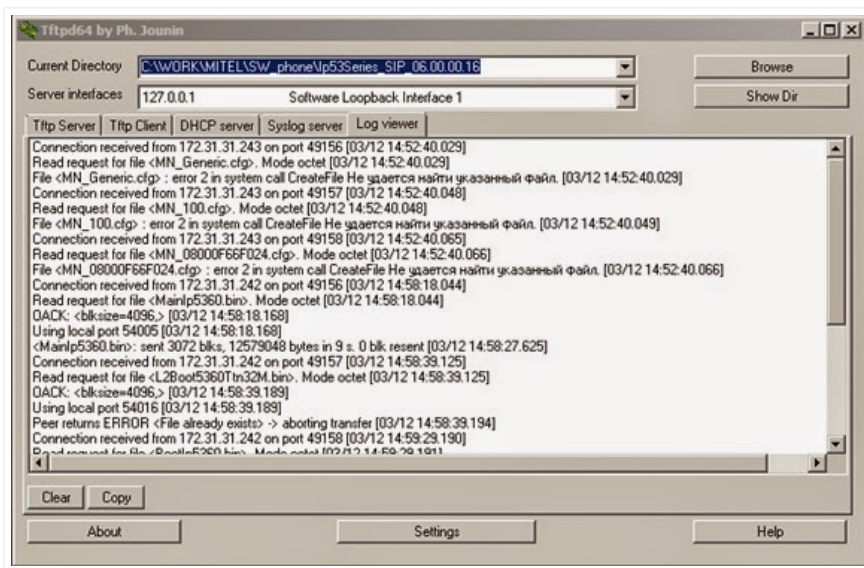 Tftpd64 by Ph. Jounin
Current Directory C:\WORK\MITEL\SW_phone\Ip53Series_SIP_06.00.00.16 Browse
Server interfaces 127.0.0.1 Software Loopback Interface 1 Show Dir
Tftp Server Tftp Client DHCP server Syslog server Log viewer
Connection received from 172.31.31.243 on port 49156 [03/12 14:52:40.029]
Read request for file <MN_Generic.cfg>. Mode octet [03/12 14:52:40.029]
File <MN_Generic.cfg> : error 2 in system call CreateFile Не удается найти указанный файл. [03/12 14:52:40.029]
Connection received from 172.31.31.243 on port 49157 [03/12 14:52:40.048]
Read request for file <MN_100.cfg>. Mode octet [03/12 14:52:40.048]
File <MN_100.cfg> : error 2 in system call CreateFile Не удается найти указанный файл. [03/12 14:52:40.049]
Connection received from 172.31.31.243 on port 49158 [03/12 14:52:40.065]
Read request for file <MN_08000F66F024.cfg>. Mode octet [03/12 14:52:40.066]
File <MN_08000F66F024.cfg> : error 2 in system call CreateFile Не удается найти указанный файл. [03/12 14:52:40.066]
Connection received from 172.31.31.242 on port 49156 [03/12 14:58:18.044]
Read request for file <MainIp5360.bin>. Mode octet [03/12 14:58:18.044]
OACK: <blksize=4096,> [03/12 14:58:18.168]
Using local port 54005 [03/12 14:58:18.168]
<MainIp5360.bin>: sent 3072 blks, 12579048 bytes in 9 s. 0 blk resent [03/12 14:58:27.625]
Connection received from 172.31.31.242 on port 49157 [03/12 14:58:39.125]
Read request for file <L2Boot5360Ttn32M.bin>. Mode octet [03/12 14:58:39.125]
OACK: <blksize=4096,> [03/12 14:58:39.189]
Using local port 54016 [03/12 14:58:39.189]
Peer returns ERROR <File already exists> -> aborting transfer [03/12 14:58:39.194]
Connection received from 172.31.31.242 on port 49158 [03/12 14:59:29.190]
Read request for file <BootIp5360.bin>. Mode octet [03/12 14:59:29.191]
Clear Copy
About Settings Help